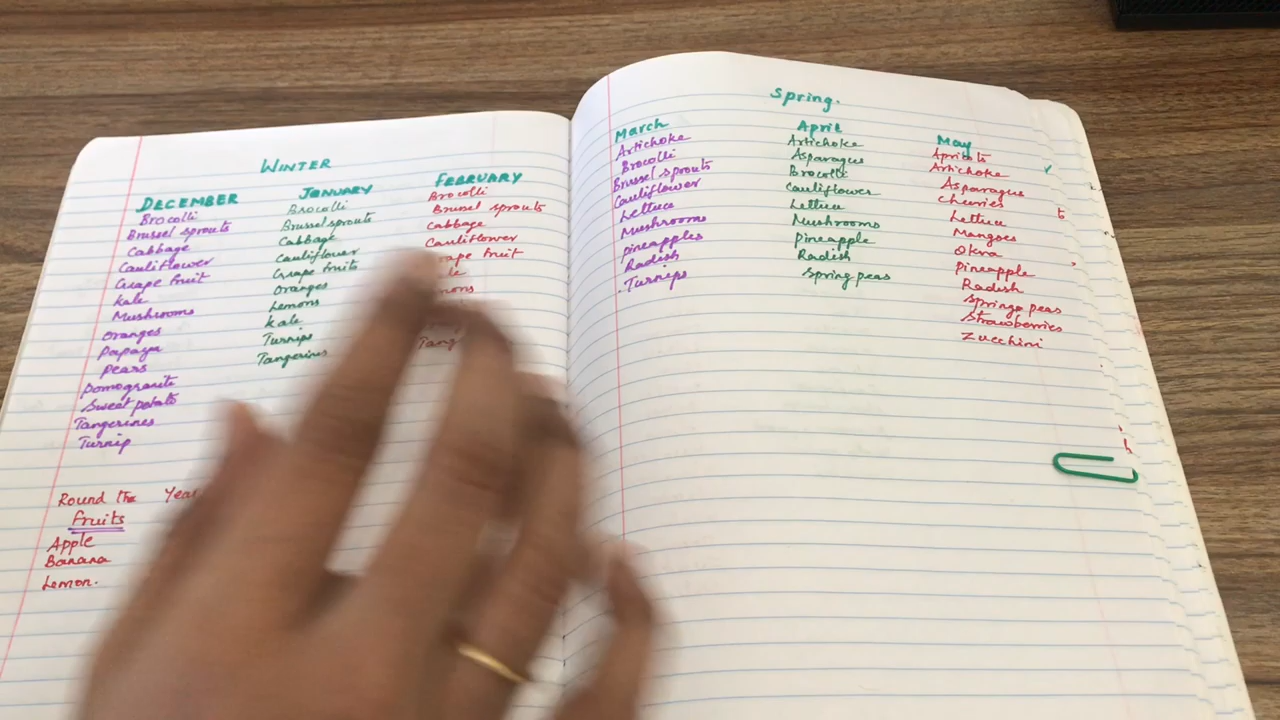 WINTER
DECEMBER
Brocolli
Brussel sprouts
Cabbage
Cauliflower
Grape fruit
Kale
Mushrooms
Oranges
Papaya
Pears
Pomogranite
Sweet potato
Tangerines
Turnip
JANUARY
Brocolli
Brussel sprouts
Cabbage
Cauliflower
Grape fruits
Oranges
Lemons
Kale
Turnips
Tangerines
FEBRUARY
Brocolli
Brussel sprouts
Cabbage
Cauliflower
fruit
Round the
fruits
Apple
Banana
Lemon.
Spring.
March
Artichoke
Brocolli
Brussel sprouts
Cauliflower
Lettuce
Mushrooms
pineapples
Radish
Turnips
April
Artichoke
Asparagus
Brocolli
Cauliflower
Lettuce
Mushrooms
Pineapple
Radish
Spring peas
May
Apricots
Artichoke
Asparagus
Cherries
Lettuce
Mangoes
Okra
Pineapple
Radish
Springe peas
Strawberries
Zucchini